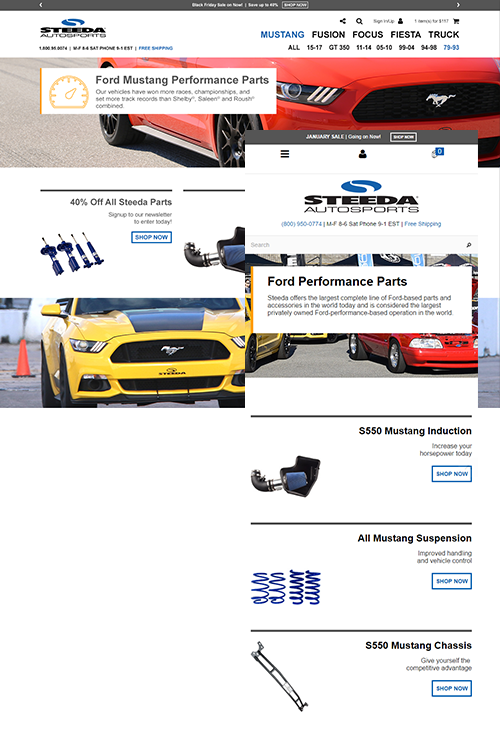 Black Friday Sale on Now! | Save up to 40% SHOP NOW
STEEDA
AUTOSPORTS
Sign In/Up
1 item(s) for $117
MUSTANG FUSION FOCUS FIESTA TRUCK
ALL 15-17 GT 350 11-14 05-10 99-04 94-98 79-93
1.800.95.0074 | M-F 8-6 Sat Phone 9-1 EST | FREE SHIPPING
Ford Mustang Performance Parts
Our vehicles have won more races, championships, and
set more track records than Shelby®, Saleen® and Roush®
combined.
40% Off All Steeda Parts
Signup to our newsletter
to enter today!
SHOP NOW
STEEDA
JANUARY SALE | Going on Now! SHOP NOW
0
STEEDA
AUTOSPORTS
(800) 950-0774 | M-F 8-6 Sat Phone 9-1 EST | Free Shipping
Search
Ford Performance Parts
Steeda offers the largest complete line of Ford-based parts and
accessories in the world today and is considered the largest
privately owned Ford-performance-based operation in the world
S550 Mustang Induction
Increase your
horsepower today
SHOP NOW
All Mustang Suspension
Improved handling
and vehicle control
SHOP NOW
S550 Mustang Chassis
Give yourself the
competitive advantage
SHOP NOW